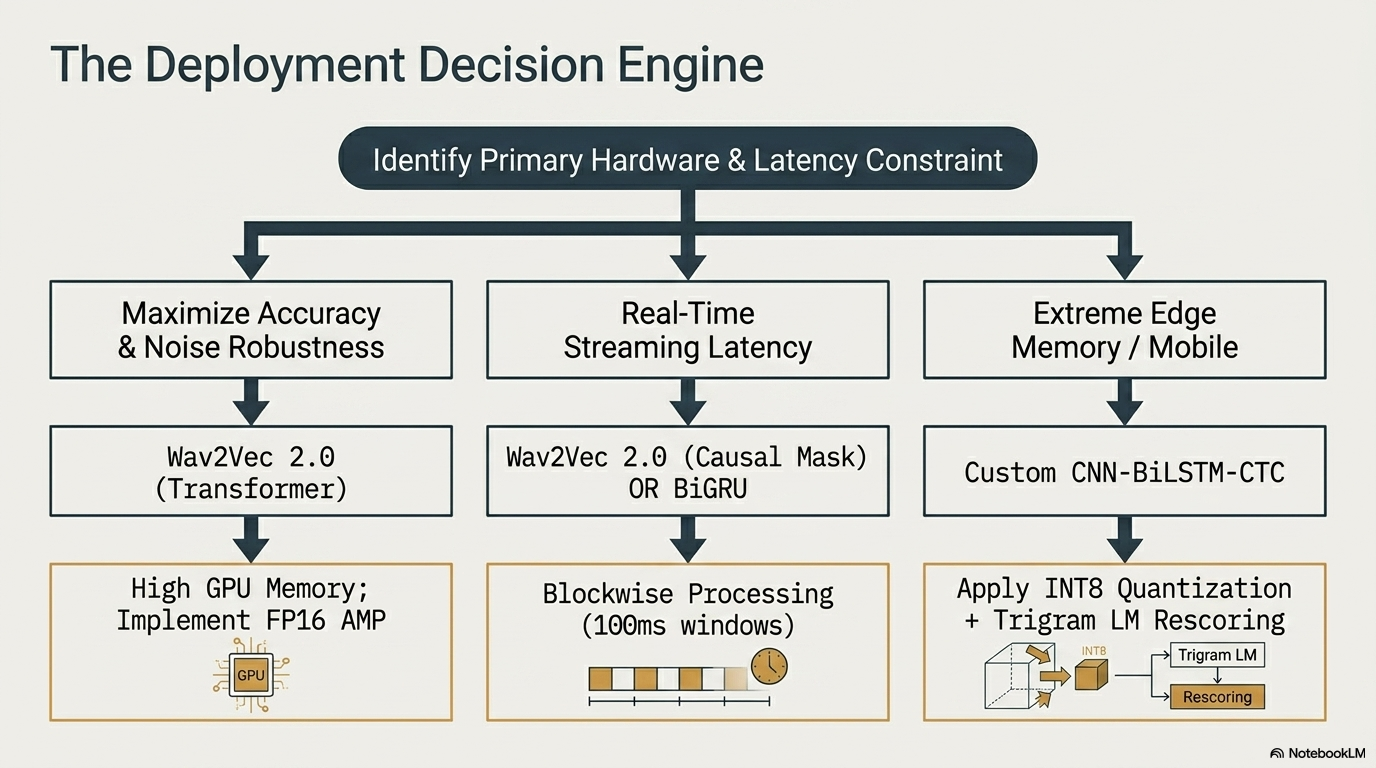 The Deployment Decision Engine
Identify Primary Hardware & Latency Constraint
Maximize Accuracy
& Noise Robustness
Real-Time
Streaming Latency
Extreme Edge
Memory / Mobile
Wav2Vec 2.0
(Transformer)
Wav2Vec 2.0 (Causal Mask)
OR BiGRU
Custom CNN-BiLSTM-CTC
High GPU Memory;
Implement FP16 AMP
GPU
Blockwise Processing
(100ms windows)
Apply INT8 Quantization
+ Trigram LM Rescoring
INT8
Trigram LM
Rescoring
NotebookLM